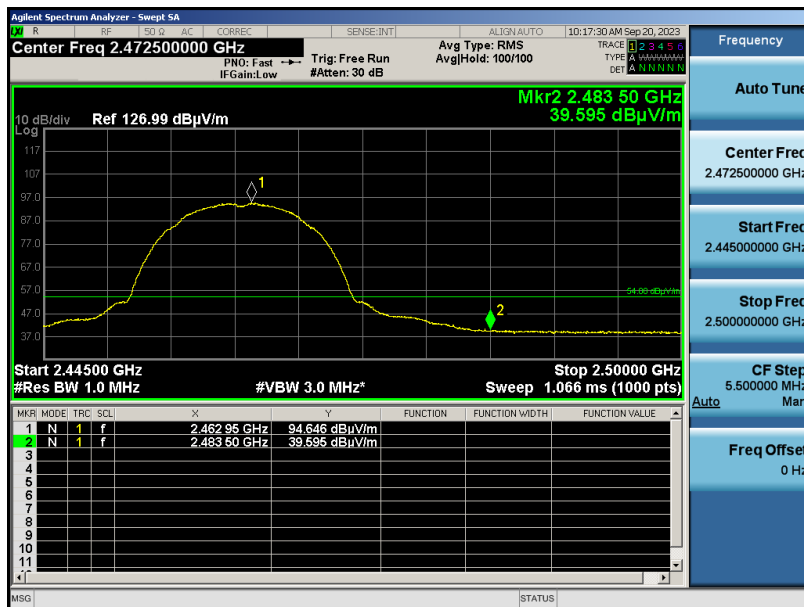 Agilent Spectrum Analyzer - Swept SA
LXI R RF 50 Ω AC CORREC SENSE:INT ALIGN AUTO 10:17:30 AM Sep 20, 2023
Center Freq 2.472500000 GHz
PNO: Fast
IFGain:Low
Trig: Free Run
#Atten: 30 dB
Avg Type: RMS
Avg|Hold: 100/100
TRACE 1 2 3 4 5 6
TYPE A WWWWW
DET A N N N N N
Mkr2 2.483 50 GHz
39.595 dBµV/m
10 dB/div Ref 126.99 dBµV/m
Log
117
107
97.0
87.0
77.0
67.0
57.0
47.0
37.0
1
2
54.00 dBµV/m
Start 2.44500 GHz Stop 2.50000 GHz
#Res BW 1.0 MHz #VBW 3.0 MHz* Sweep 1.066 ms (1000 pts)
MKR MODE TRC SCL X Y FUNCTION FUNCTION WIDTH FUNCTION VALUE
1 N 1 f 2.462 95 GHz 94.646 dBµV/m
2 N 1 f 2.483 50 GHz 39.595 dBµV/m
3
4
5
6
7
8
9
10
11
MSG STATUS
Frequency
Auto Tune
Center Freq
2.472500000 GHz
Start Freq
2.445000000 GHz
Stop Freq
2.500000000 GHz
CF Step
5.500000 MHz
Auto Man
Freq Offset
0 Hz